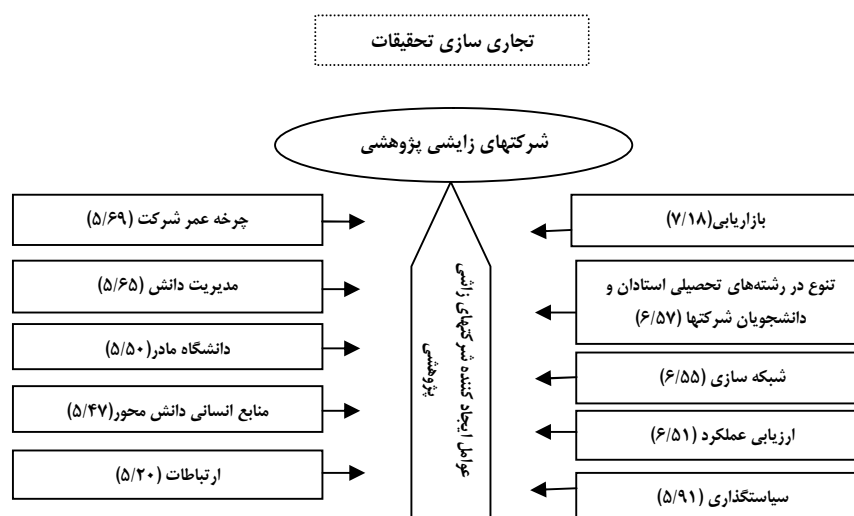 تجاری سازی تحقیقات
شرکتهای زایشی پژوهشی
بازاریابی(۷/۱۸)
تنوع در رشته‌های تحصیلی استادان و
دانشجویان شرکتها (۶/۵۷)
شبکه سازی (۶/۵۵)
ارزیابی عملکرد (۶/۵۱)
سیاستگذاری (۵/۹۱)
عوامل ایجاد کننده شرکتهای زاشی
پژوهشی
چرخه عمر شرکت (۵/۶۹)
مدیریت دانش (۵/۶۵)
دانشگاه مادر(۵/۵۰)
منابع انسانی دانش محور(۵/۴۷)
ارتباطات (۵/۲۰)